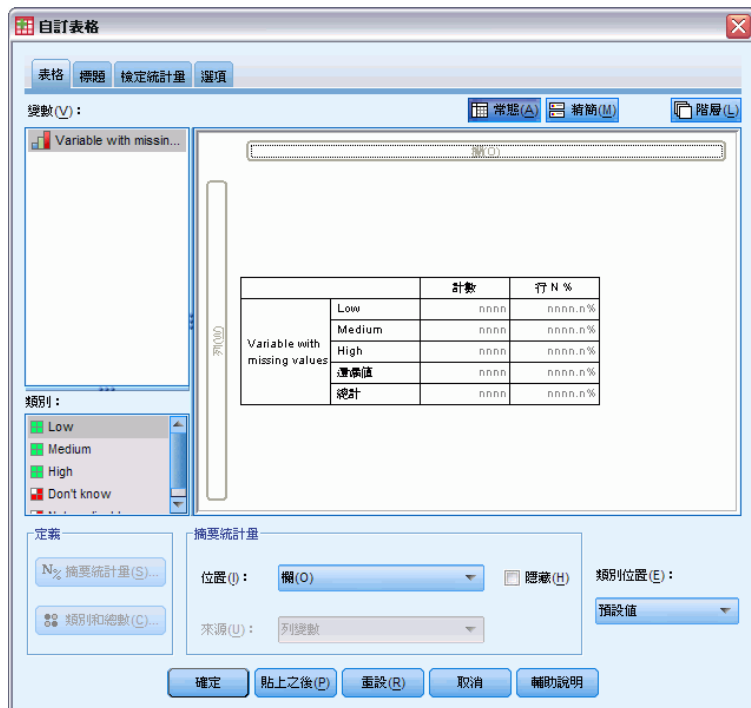 自訂表格
表格 標題 檢定統計量 選項
變數(V)：
常態(A) 精簡(M) 階層(L)
Variable with missin...
欄(O)
列(W)
計數 行 N %
Variable with missing values
Low nnnn nnnn.n%
Medium nnnn nnnn.n%
High nnnn nnnn.n%
遺漏值 nnnn nnnn.n%
總計 nnnn nnnn.n%
類別：
Low
Medium
High
Don't know
定義
N% 摘要統計量(S)...
類別和總數(C)...
摘要統計量
位置(I)： 欄(O) 隱藏(H)
來源(U)： 列變數
類別位置(E)：
預設值
確定 貼上之後(P) 重設(R) 取消 輔助說明